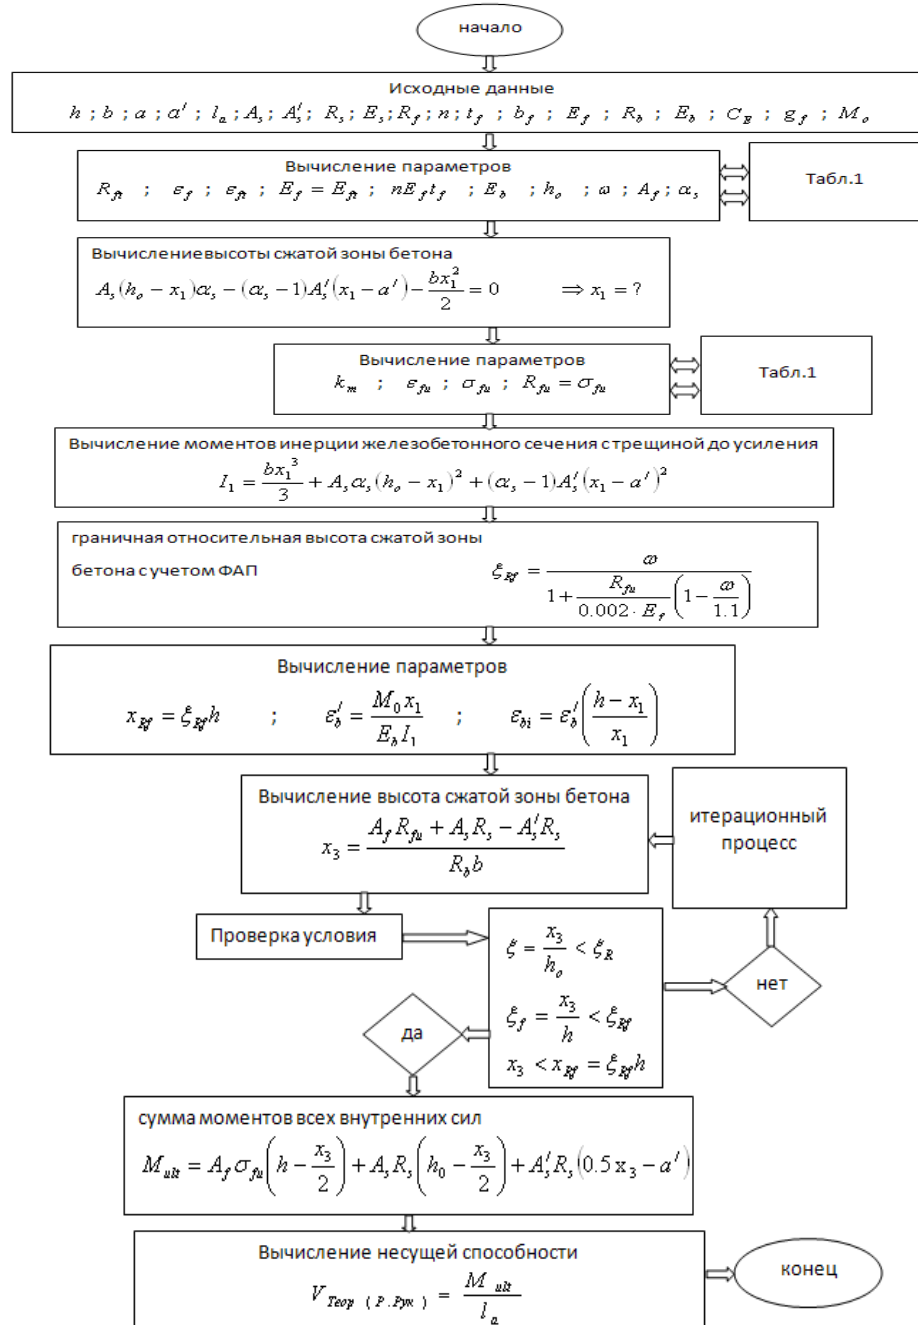 начало
Исходные данные
h ; b ; a ; a′ ; l_a ; A_s ; A′_s ; R_s ; E_s ; R_f ; n ; t_f ; b_f ; E_f ; R_b ; E_b ; C_E ; g_f ; M_o
Вычисление параметров
R_ft ; ε_f ; ε_ft ; E_f = E_ft ; nE_f t_f ; E_b ; h_o ; ω ; A_f ; α_s
Табл.1
Вычислениевысоты сжатой зоны бетона
A_s(h_o − x_1)α_s − (α_s − 1)A′_s(x_1 − a′) − bx_1^2/2 = 0 ⇒ x_1 = ?
Вычисление параметров
k_m ; ε_fu ; σ_fu ; R_fu = σ_fu
Табл.1
Вычисление моментов инерции железобетонного сечения с трещиной до усиления
I_1 = bx_1^3/3 + A_s α_s(h_o − x_1)^2 + (α_s − 1)A′_s(x_1 − a′)^2
граничная относительная высота сжатой зоны
бетона с учетом ФАП
ξ_Rf = ω/(1 + R_fu/(0.002 · E_f) (1 − ω/1.1))
Вычисление параметров
x_Rf = ξ_Rf h ; ε′_b = M_0 x_1/(E_b I_1) ; ε_bi = ε′_b((h − x_1)/x_1)
Вычисление высота сжатой зоны бетона
x_3 = (A_f R_fu + A_s R_s − A′_s R_s)/(R_b b)
итерационный
процесс
Проверка условия
ξ = x_3/h_o < ξ_R
ξ_f = x_3/h < ξ_Rf
x_3 < x_Rf = ξ_Rf h
нет
да
сумма моментов всех внутренних сил
M_ult = A_f σ_fu(h − x_3/2) + A_s R_s(h_0 − x_3/2) + A′_s R_s(0.5 x_3 − a′)
Вычисление несущей способности
V_Теор (Р.Рук) = M_ult/l_a
конец